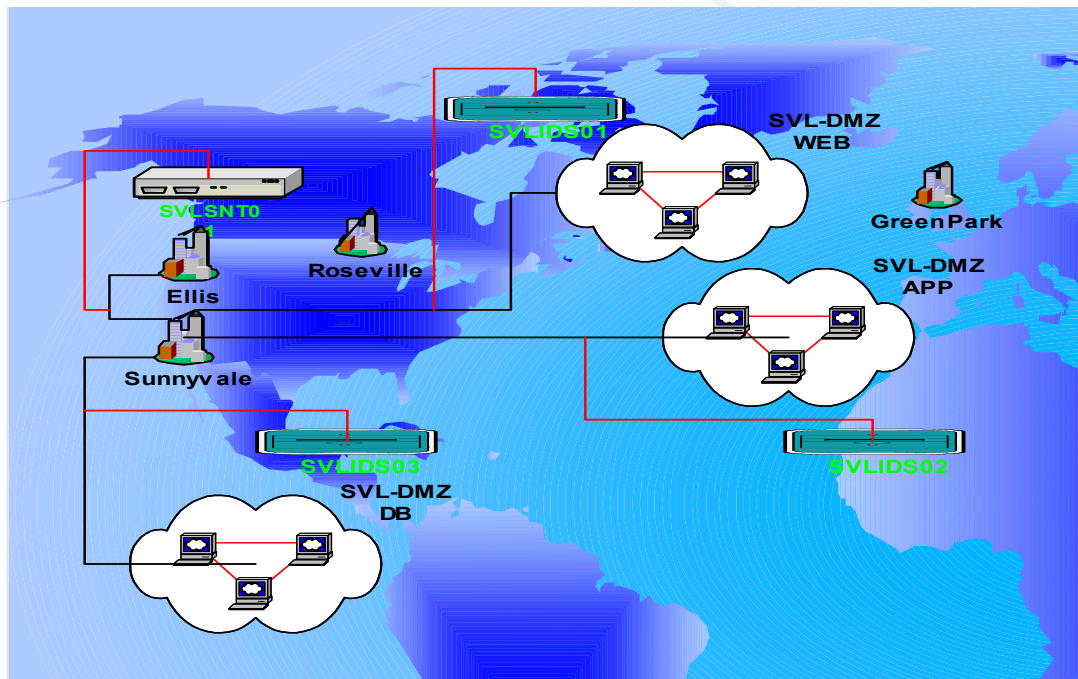 SVLIDS01
SVL-DMZ
WEB
SVLSNT0
1
GreenPark
Roseville
SVL-DMZ
APP
Ellis
Sunnyvale
SVLIDS03
SVLIDS02
SVL-DMZ
DB